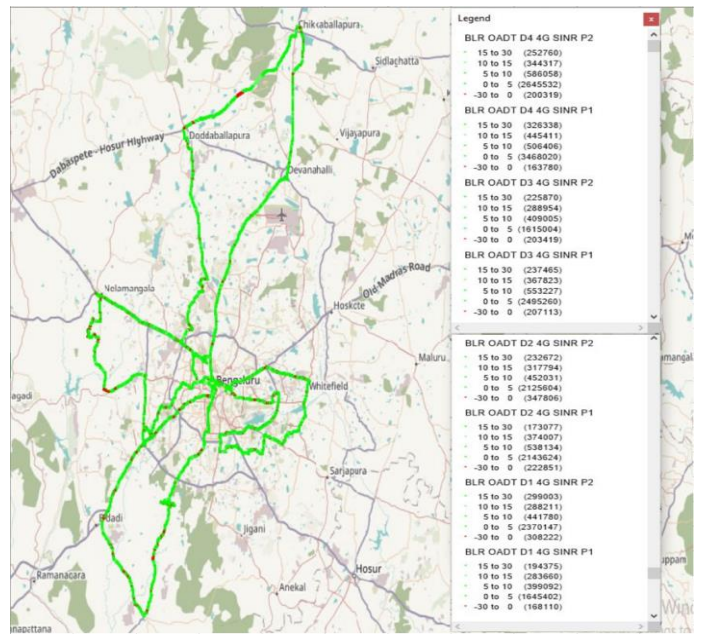 Chikkaballapura
Sidlaghatta
Doddaballapura
Vijayapura
Dabaspete - Hosur Highway
Devanahalli
Nelamangala
Old Madras Road
Hoskote
Maluru
Bengaluru
Whitefield
agadi
Sarjapura
Bidadi
Jigani
Hosur
Ramanagara
Anekal
nnapattana
Legend
BLR OADT D4 4G SINR P2
15 to 30 (252760)
10 to 15 (344317)
5 to 10 (586058)
0 to 5 (2645532)
-30 to 0 (200319)
BLR OADT D4 4G SINR P1
15 to 30 (326338)
10 to 15 (445411)
5 to 10 (506406)
0 to 5 (3468020)
-30 to 0 (163780)
BLR OADT D3 4G SINR P2
15 to 30 (225870)
10 to 15 (288954)
5 to 10 (409005)
0 to 5 (1615004)
-30 to 0 (203419)
BLR OADT D3 4G SINR P1
15 to 30 (237465)
10 to 15 (367823)
5 to 10 (553227)
0 to 5 (2495260)
-30 to 0 (207113)
BLR OADT D2 4G SINR P2
15 to 30 (232672)
10 to 15 (317794)
5 to 10 (452031)
0 to 5 (2125604)
-30 to 0 (347806)
BLR OADT D2 4G SINR P1
15 to 30 (173077)
10 to 15 (374007)
5 to 10 (538134)
0 to 5 (2143624)
-30 to 0 (222851)
BLR OADT D1 4G SINR P2
15 to 30 (299003)
10 to 15 (288211)
5 to 10 (441780)
0 to 5 (2370147)
-30 to 0 (308222)
BLR OADT D1 4G SINR P1
15 to 30 (194375)
10 to 15 (283660)
5 to 10 (399092)
0 to 5 (1645402)
-30 to 0 (168110)
amangal
uppam